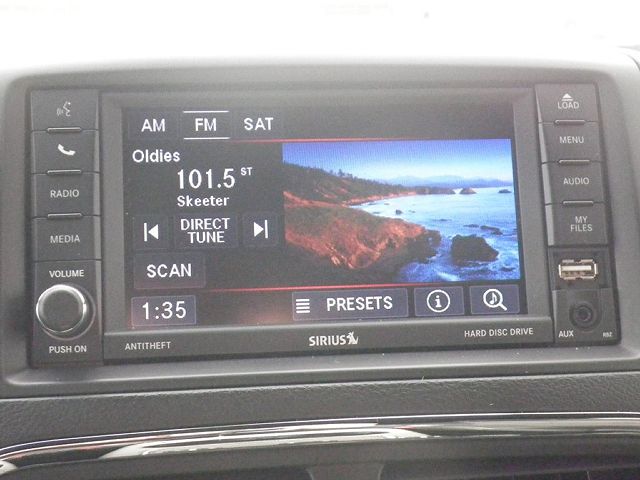 LOAD
AM FM SAT
MENU
Oldies
101.5 ST
RADIO
AUDIO
Skeeter
DIRECT
TUNE
MEDIA
MY
FILES
SCAN
VOLUME
1:35
PRESETS
PUSH ON
ANTITHEFT
SIRIUS
HARD DISC DRIVE
AUX
RBZ